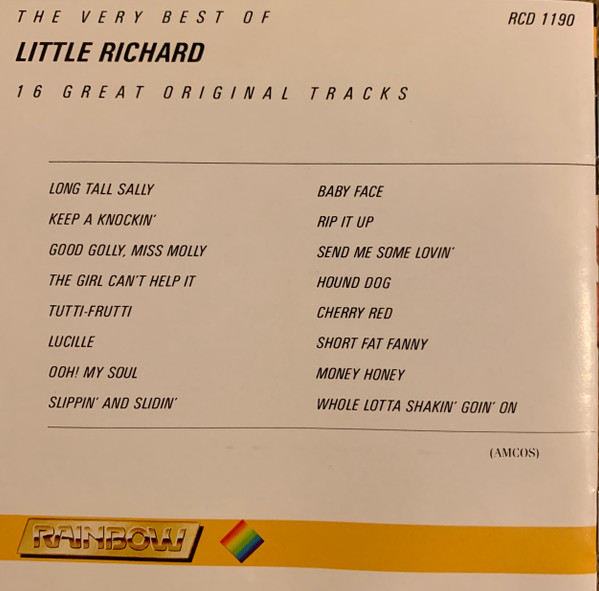 THE VERY BEST OF
RCD 1190
LITTLE RICHARD
16 GREAT ORIGINAL TRACKS
LONG TALL SALLY
KEEP A KNOCKIN'
GOOD GOLLY, MISS MOLLY
THE GIRL CAN'T HELP IT
TUTTI-FRUTTI
LUCILLE
OOH! MY SOUL
SLIPPIN' AND SLIDIN'
BABY FACE
RIP IT UP
SEND ME SOME LOVIN'
HOUND DOG
CHERRY RED
SHORT FAT FANNY
MONEY HONEY
WHOLE LOTTA SHAKIN' GOIN' ON
(AMCOS)
RAINBOW